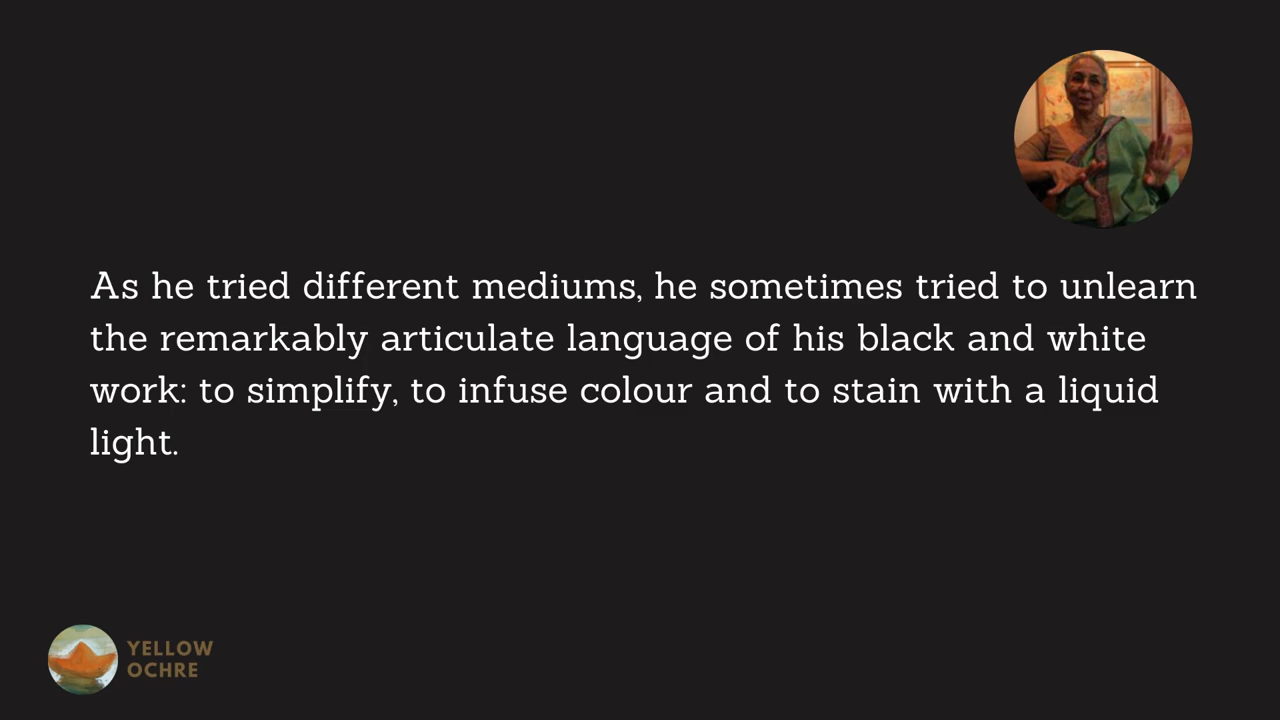 As he tried different mediums, he sometimes tried to unlearn
the remarkably articulate language of his black and white
work: to simplify, to infuse colour and to stain with a liquid
light.
YELLOW
OCHRE